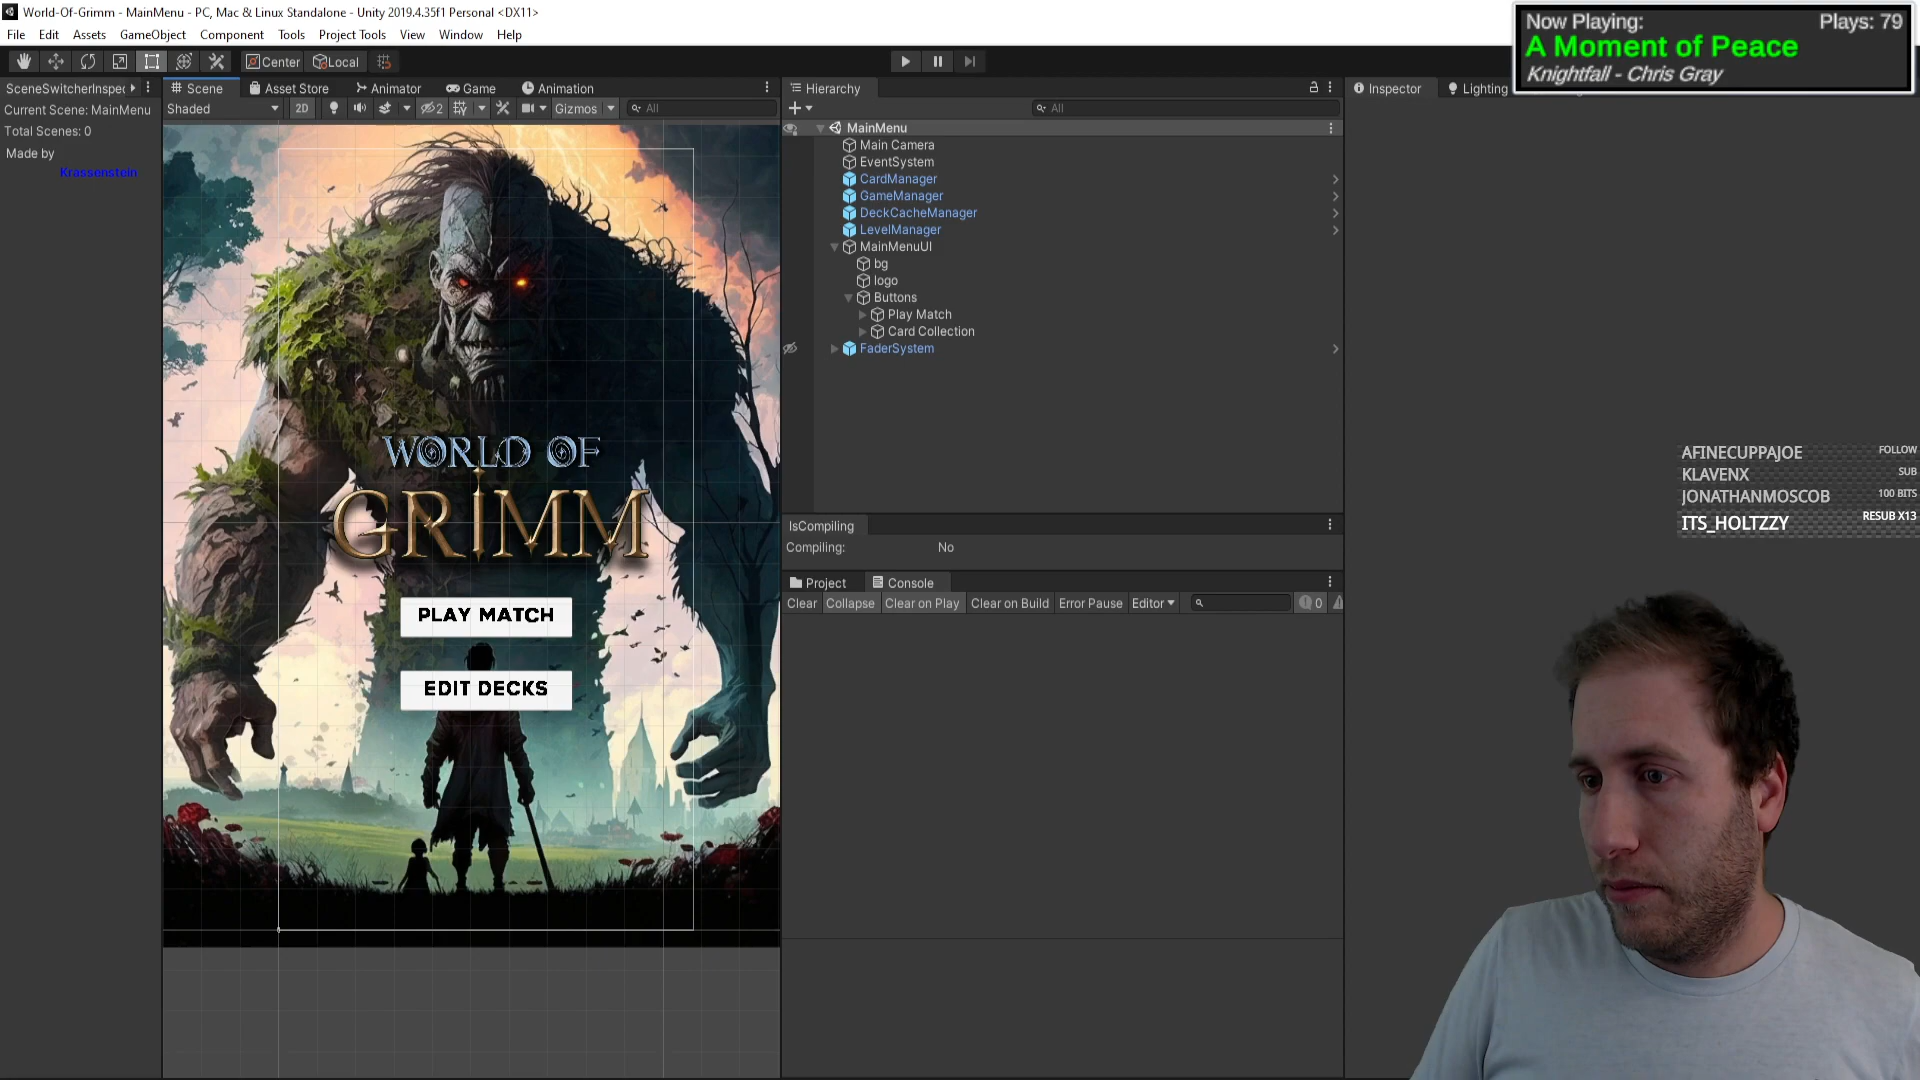 World-Of-Grimm - MainMenu - PC, Mac & Linux Standalone - Unity 2019.4.35f1 Personal <DX11>
File Edit Assets GameObject Component Tools Project Tools View Window Help
Center Local
Now Playing: Plays: 79
A Moment of Peace
Knightfall - Chris Gray
SceneSwitcherInspec
Current Scene: MainMenu
Total Scenes: 0
Made by
Krassenstein
Scene Asset Store Animator Game Animation
Shaded 2D 2 Gizmos All
WORLD OF
GRIMM
PLAY MATCH
EDIT DECKS
Hierarchy
All
MainMenu
Main Camera
EventSystem
CardManager
GameManager
DeckCacheManager
LevelManager
MainMenuUI
bg
logo
Buttons
Play Match
Card Collection
FaderSystem
IsCompiling
Compiling: No
Project Console
Clear Collapse Clear on Play Clear on Build Error Pause Editor 0
Inspector Lighting
AFINECUPPAJOE FOLLOW
KLAVENX SUB
JONATHANMOSCOB 100 BITS
ITS_HOLTZZY RESUB X13